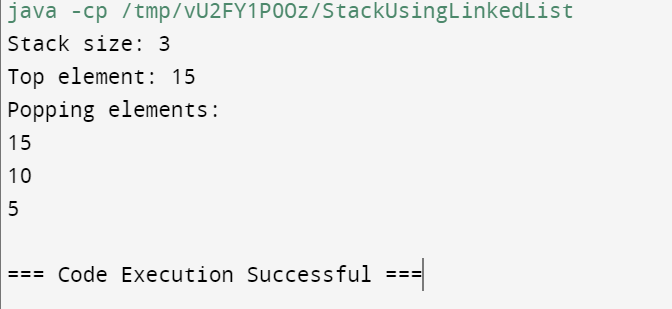 java -cp /tmp/vU2FY1P0Oz/StackUsingLinkedList
Stack size: 3
Top element: 15
Popping elements:
15
10
5
=== Code Execution Successful ===